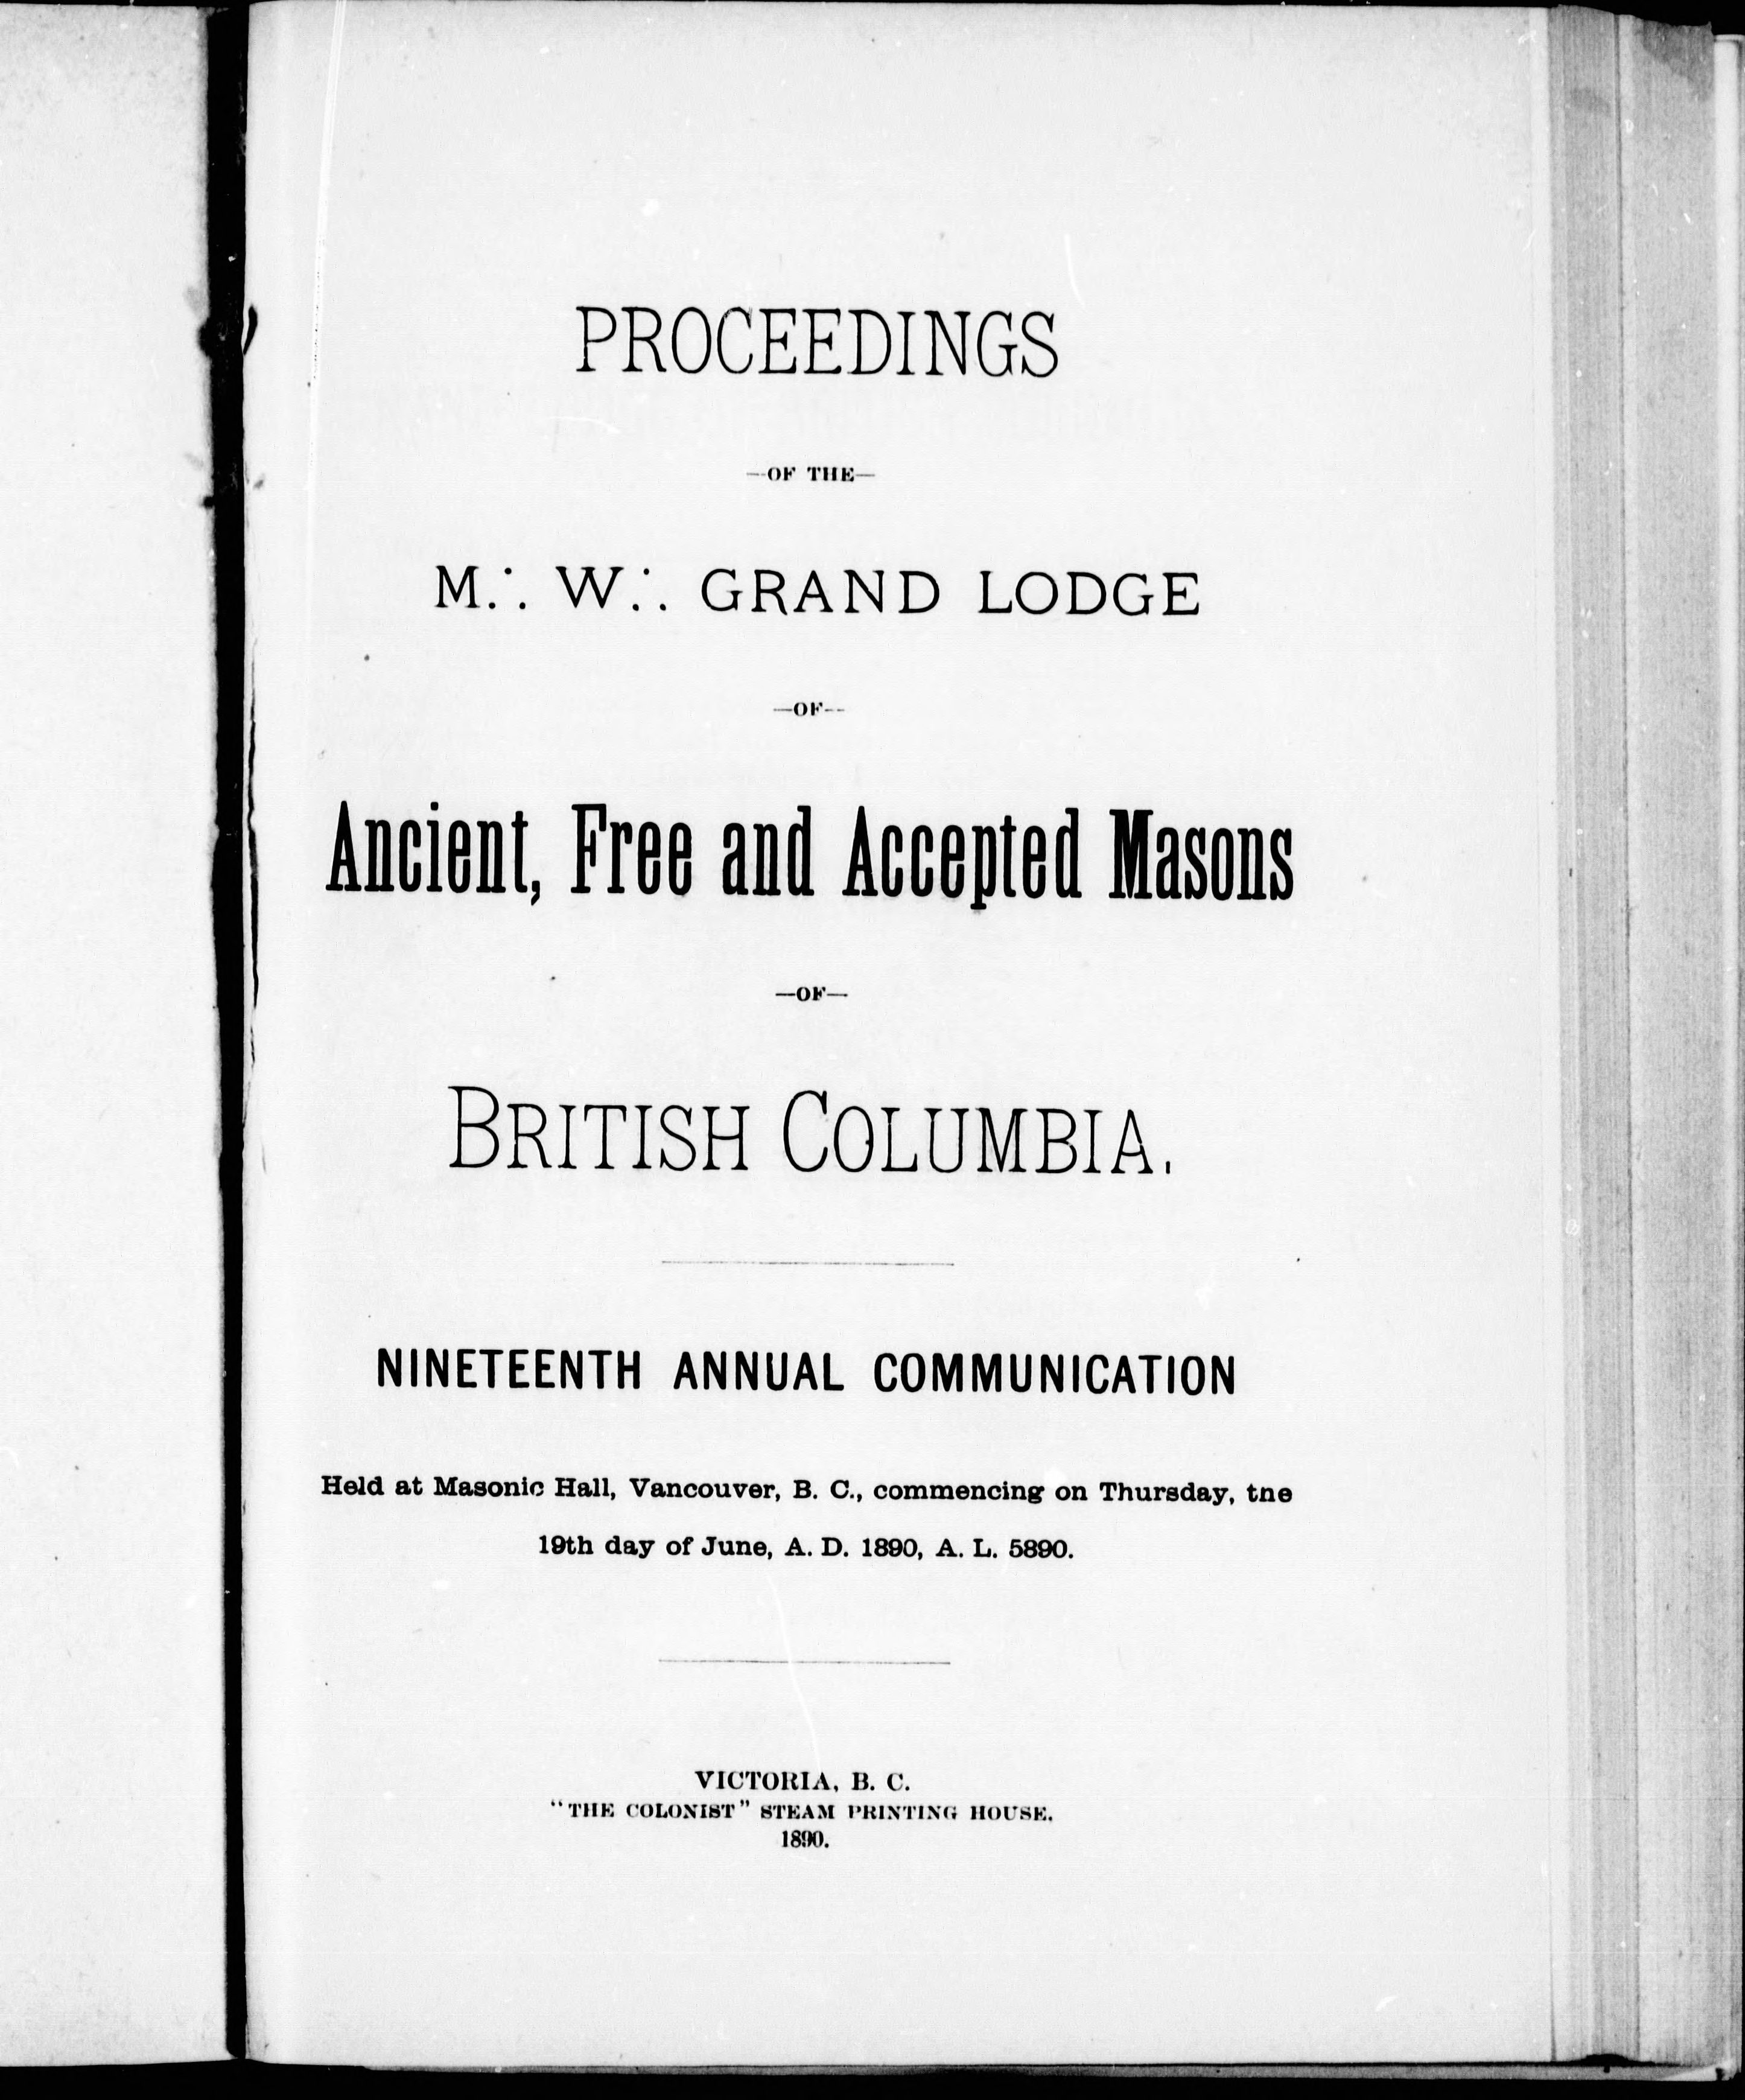 PROCEEDINGS
—OF THE—
M.˙. W.˙. GRAND LODGE
—OF—
Ancient, Free and Accepted Masons
—OF—
BRITISH COLUMBIA.
NINETEENTH ANNUAL COMMUNICATION
Held at Masonic Hall, Vancouver, B. C., commencing on Thursday, tne
19th day of June, A. D. 1890, A. L. 5890.
VICTORIA, B. C.
"THE COLONIST" STEAM PRINTING HOUSE.
1890.